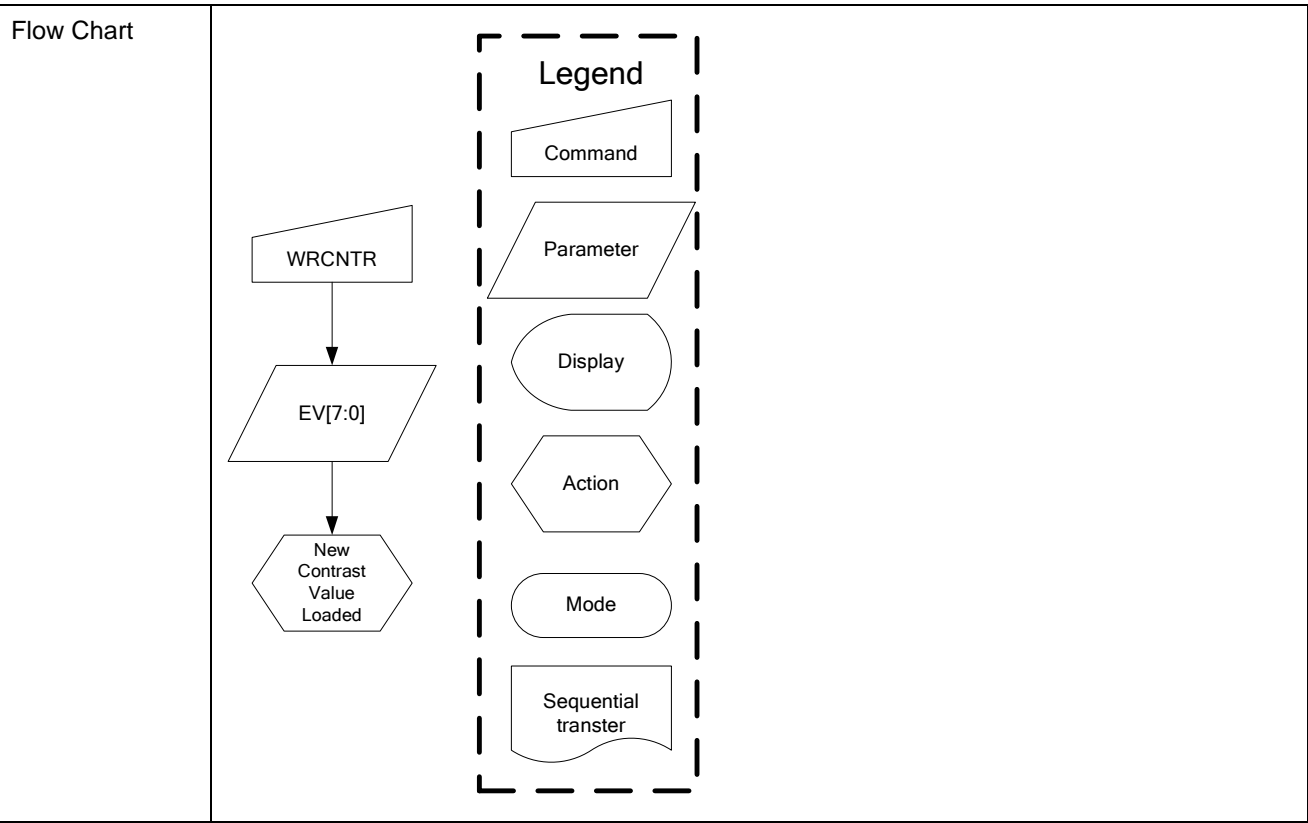 Flow Chart
WRCNTR
EV[7:0]
New
Contrast
Value
Loaded
Legend
Command
Parameter
Display
Action
Mode
Sequential
transter